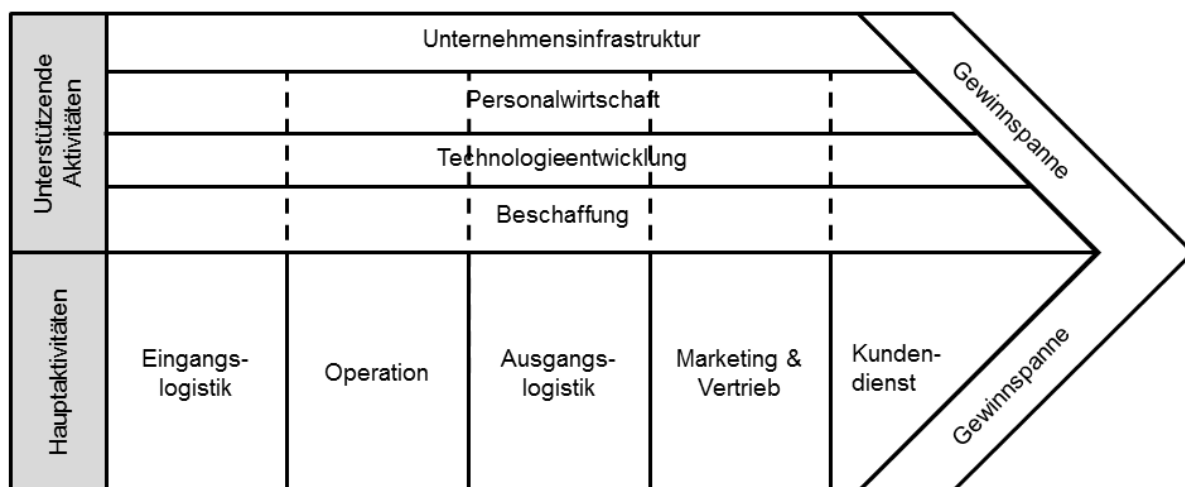 Unterstützende
Aktivitäten
Unternehmensinfrastruktur
Personalwirtschaft
Technologieentwicklung
Beschaffung
Gewinnspanne
Hauptaktivitäten
Eingangs-
logistik
Operation
Ausgangs-
logistik
Marketing &
Vertrieb
Kunden-
dienst
Gewinnspanne